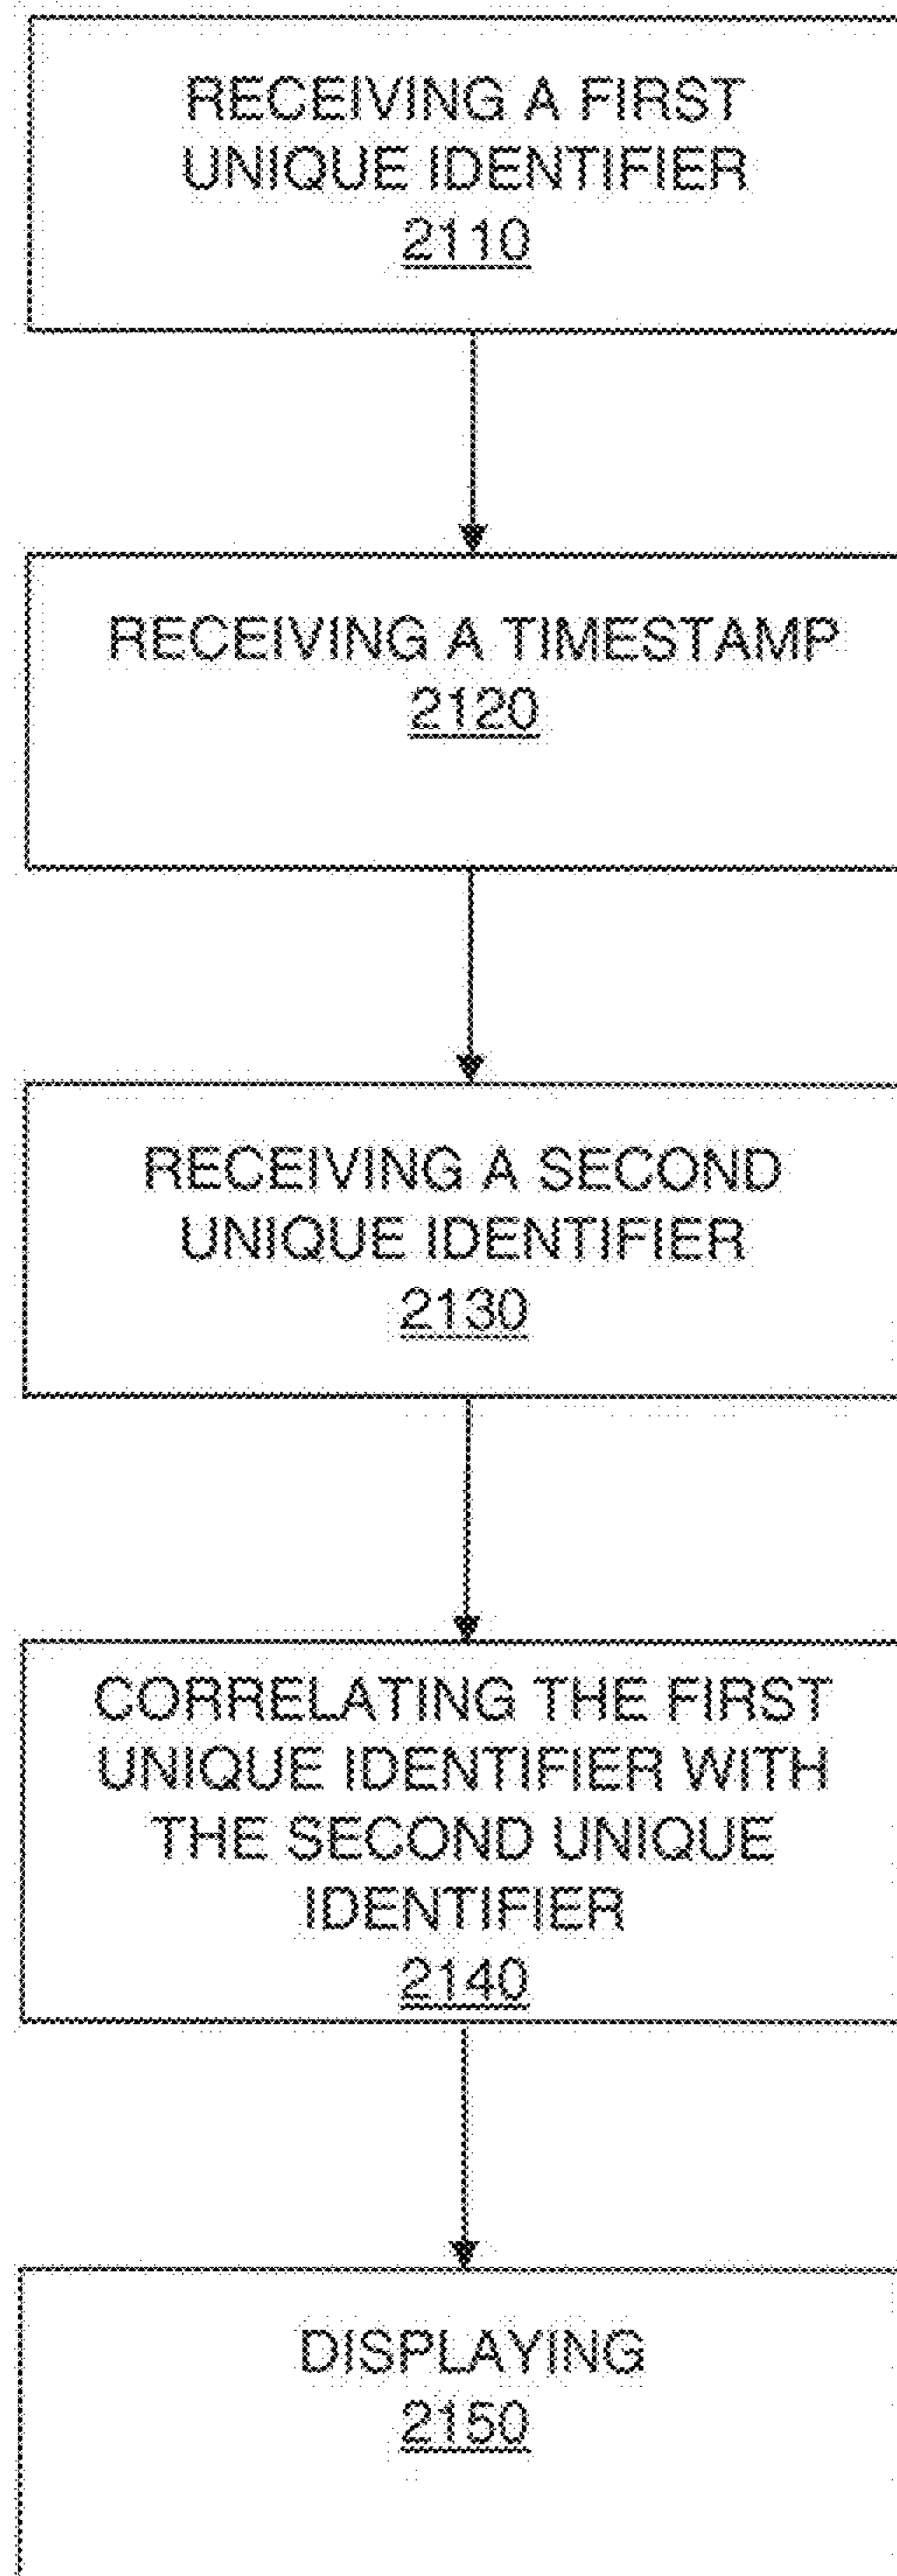 RECEIVING A FIRST
UNIQUE IDENTIFIER
2110
RECEIVING A TIMESTAMP
2120
RECEIVING A SECOND
UNIQUE IDENTIFIER
2130
CORRELATING THE FIRST
UNIQUE IDENTIFIER WITH
THE SECOND UNIQUE
IDENTIFIER
2140
DISPLAYING
2150